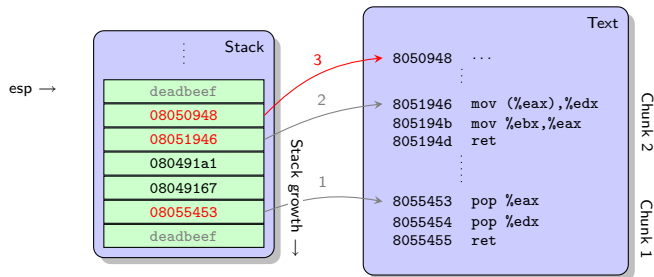 Stack
esp →
deadbeef
08050948
08051946
080491a1
08049167
08055453
deadbeef
Stack growth →
3
2
1
Text
8050948 ...
8051946 mov (%eax),%edx
805194b mov %ebx,%eax
805194d ret
8055453 pop %eax
8055454 pop %edx
8055455 ret
Chunk 2
Chunk 1